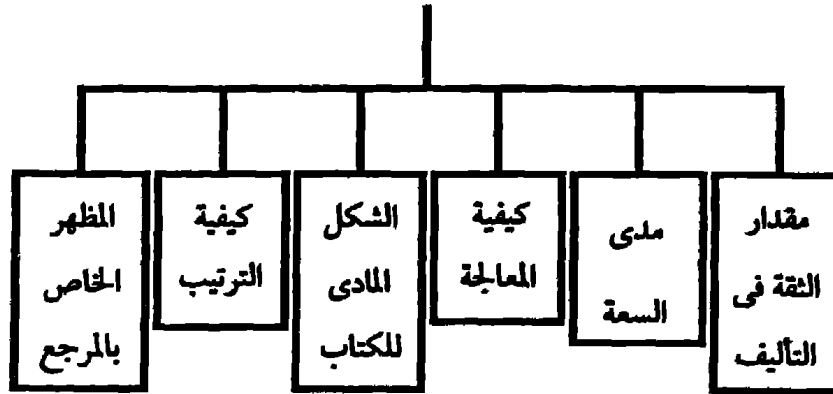 مقدار
الثقة فى
التأليف
مدى
السعة
كيفية
المعالجة
الشكل
المادى
للكتاب
كيفية
الترتيب
المظهر
الخاص
بالمرجع